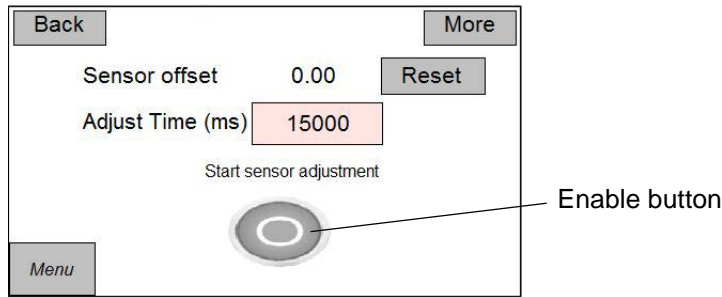 Back More
Sensor offset 0.00 Reset
Adjust Time (ms) 15000
Start sensor adjustment
Enable button
Menu